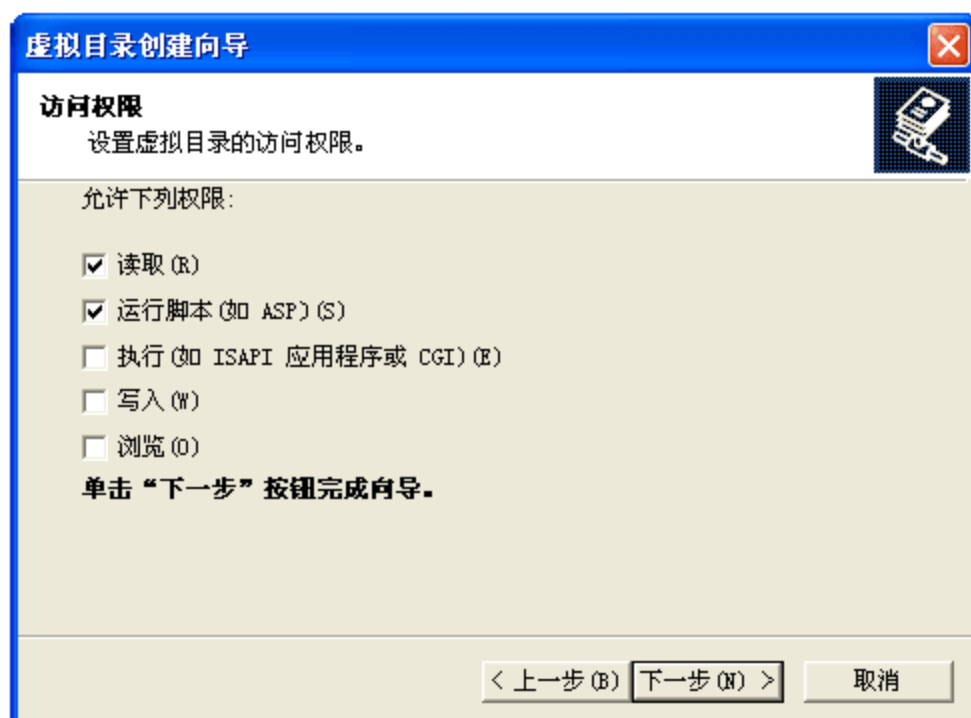 虚拟目录创建向导
访问权限
设置虚拟目录的访问权限。
允许下列权限:
读取(R)
运行脚本(如 ASP)(S)
执行(如 ISAPI 应用程序或 CGI)(E)
写入(W)
浏览(O)
单击“下一步”按钮完成向导。
< 上一步(B) 下一步(N) > 取消